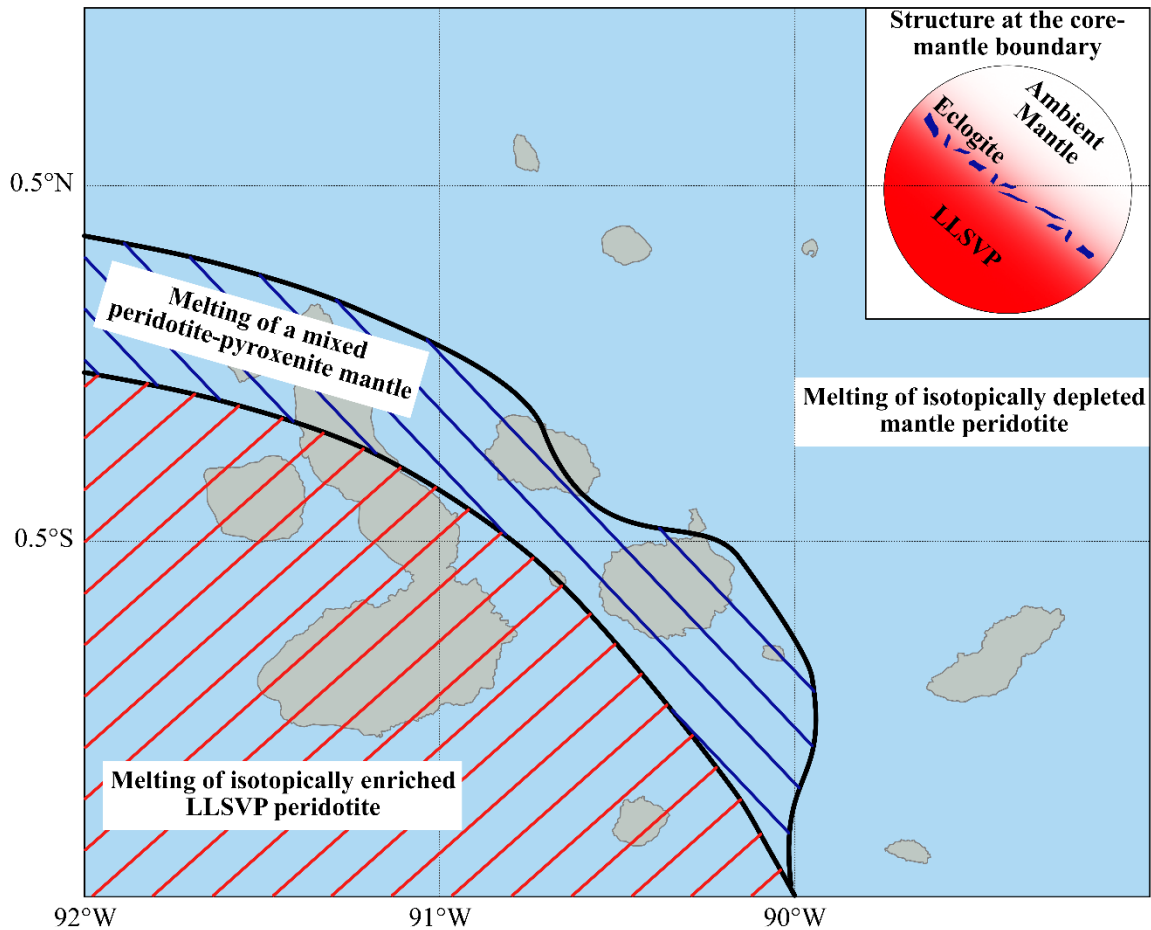 Structure at the core-
mantle boundary
Ambient
Mantle
Eclogite
LLSVP
0.5°N
Melting of a mixed
peridotite-pyroxenite mantle
Melting of isotopically depleted
mantle peridotite
0.5°S
Melting of isotopically enriched
LLSVP peridotite
92°W
91°W
90°W